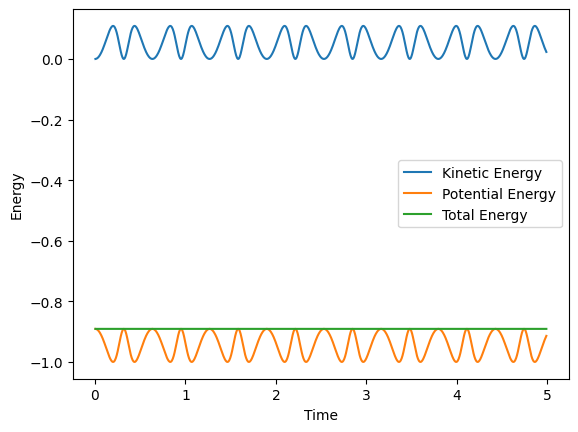 0.0
−0.2
−0.4
−0.6
−0.8
−1.0
Energy
Kinetic Energy
Potential Energy
Total Energy
0 1 2 3 4 5
Time